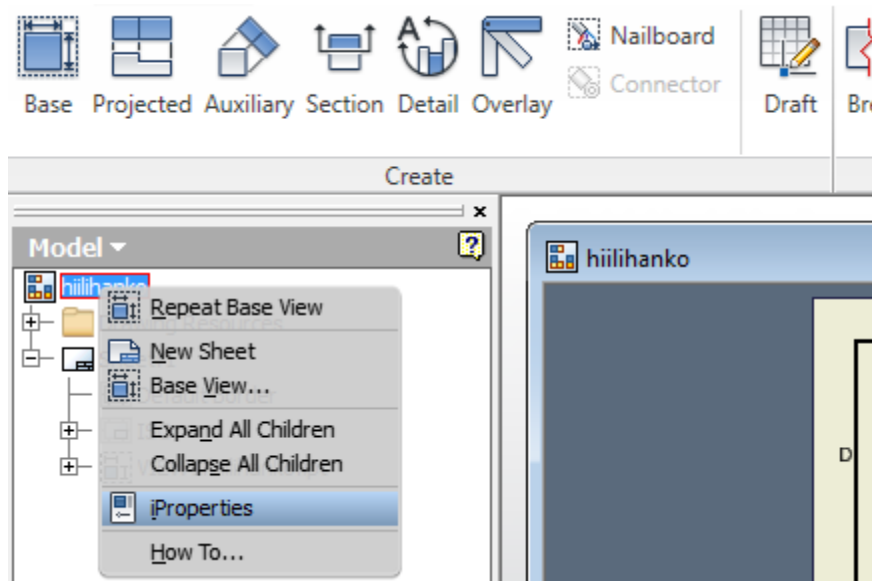 Nailboard
Connector
Base Projected Auxiliary Section Detail Overlay Draft
Create
Model
hiilihanko
hiilihanko
Repeat Base View
New Sheet
Base View...
Expand All Children
Collapse All Children
iProperties
How To...
D